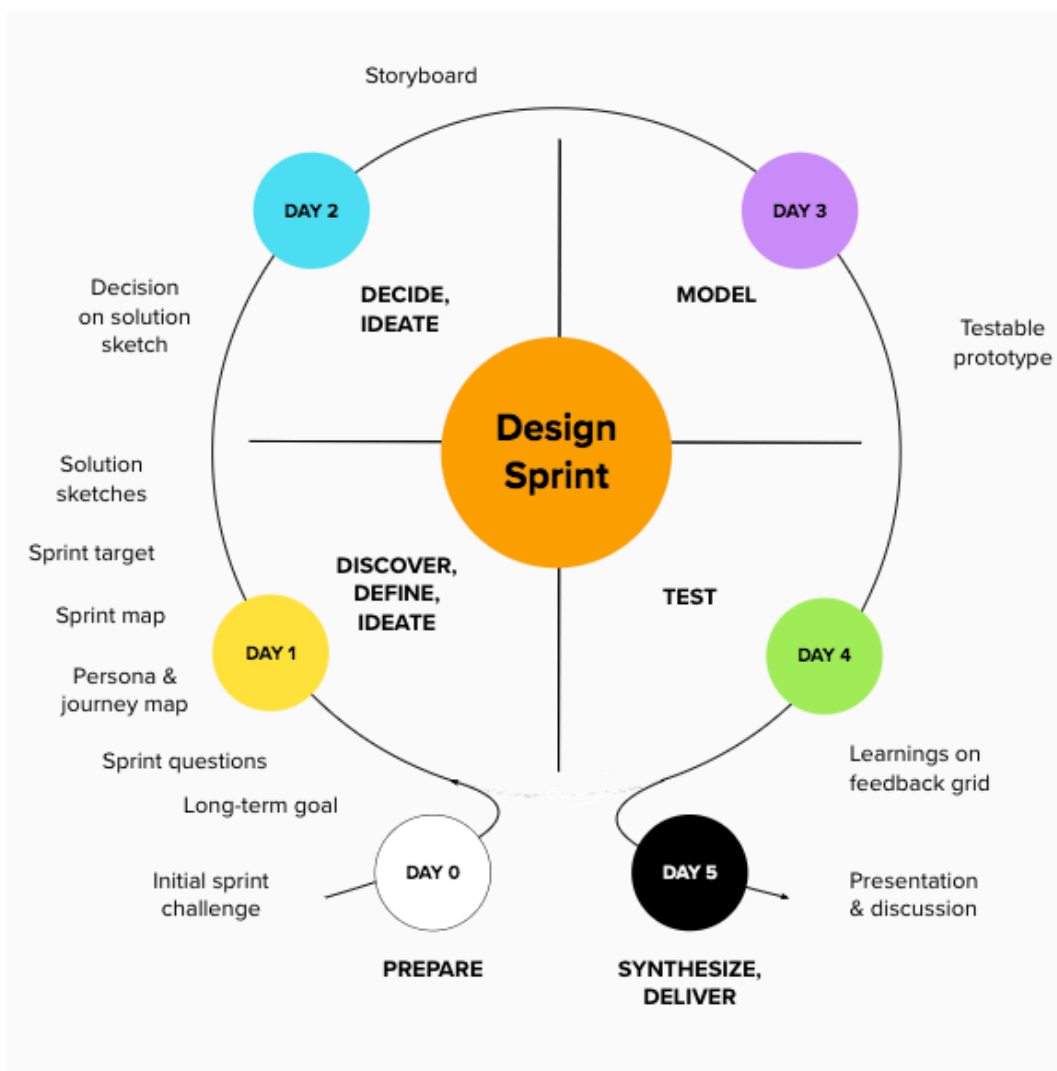 Storyboard
DAY 2
DAY 3
Decision
on solution
sketch
DECIDE,
IDEATE
MODEL
Testable
prototype
Design
Sprint
Solution
sketches
Sprint target
Sprint map
Persona &
journey map
DISCOVER,
DEFINE,
IDEATE
TEST
DAY 1
DAY 4
Sprint questions
Long-term goal
Learnings on
feedback grid
Initial sprint
challenge
DAY 0
DAY 5
Presentation
& discussion
PREPARE
SYNTHESIZE,
DELIVER